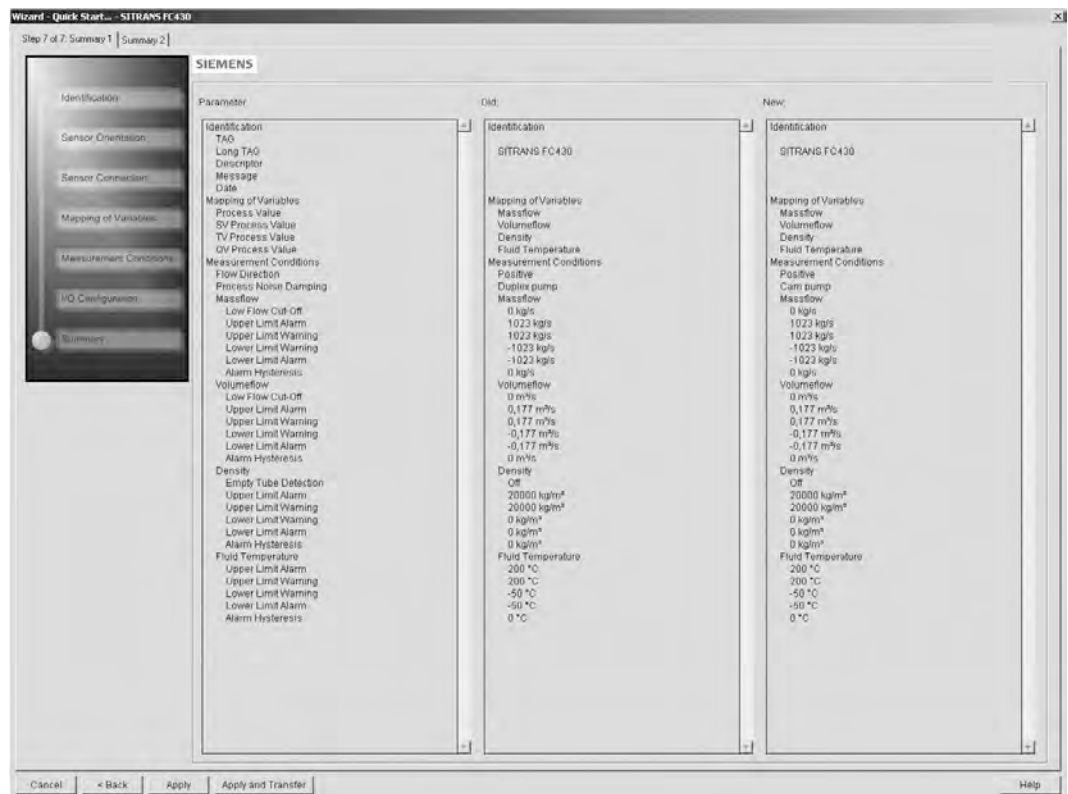 Wizard - Quick Start... - SITRANS FC430
Step 7 of 7: Summary 1 Summary 2
SIEMENS
Identification
Sensor Orientation
Sensor Connection
Mapping of Variables
Measurement Conditions
I/O Configuration
Summary
Parameter
Identification
TAG
Long TAG
Descriptor
Message
Date
Mapping of Variables
Process Value
SV Process Value
TV Process Value
QV Process Value
Measurement Conditions
Flow Direction
Process Noise Damping
Massflow
Low Flow Cut-Off
Upper Limit Alarm
Upper Limit Warning
Lower Limit Warning
Lower Limit Alarm
Alarm Hysteresis
Volumeflow
Low Flow Cut-Off
Upper Limit Alarm
Upper Limit Warning
Lower Limit Warning
Lower Limit Alarm
Alarm Hysteresis
Density
Empty Tube Detection
Upper Limit Alarm
Upper Limit Warning
Lower Limit Warning
Lower Limit Alarm
Alarm Hysteresis
Fluid Temperature
Upper Limit Alarm
Upper Limit Warning
Lower Limit Warning
Lower Limit Alarm
Alarm Hysteresis
Old:
Identification
SITRANS FC430
Mapping of Variables
Massflow
Volumeflow
Density
Fluid Temperature
Measurement Conditions
Positive
Duplex pump
Massflow
0 kg/s
1023 kg/s
1023 kg/s
-1023 kg/s
-1023 kg/s
0 kg/s
Volumeflow
0 m³/s
0,177 m³/s
0,177 m³/s
-0,177 m³/s
-0,177 m³/s
0 m³/s
Density
Off
20000 kg/m³
20000 kg/m³
0 kg/m³
0 kg/m³
0 kg/m³
Fluid Temperature
200 °C
200 °C
-50 °C
-50 °C
0 °C
New:
Identification
SITRANS FC430
Mapping of Variables
Massflow
Volumeflow
Density
Fluid Temperature
Measurement Conditions
Positive
Cam pump
Massflow
0 kg/s
1023 kg/s
1023 kg/s
-1023 kg/s
-1023 kg/s
0 kg/s
Volumeflow
0 m³/s
0,177 m³/s
0,177 m³/s
-0,177 m³/s
-0,177 m³/s
0 m³/s
Density
Off
20000 kg/m³
20000 kg/m³
0 kg/m³
0 kg/m³
0 kg/m³
Fluid Temperature
200 °C
200 °C
-50 °C
-50 °C
0 °C
Cancel < Back Apply Apply and Transfer Help